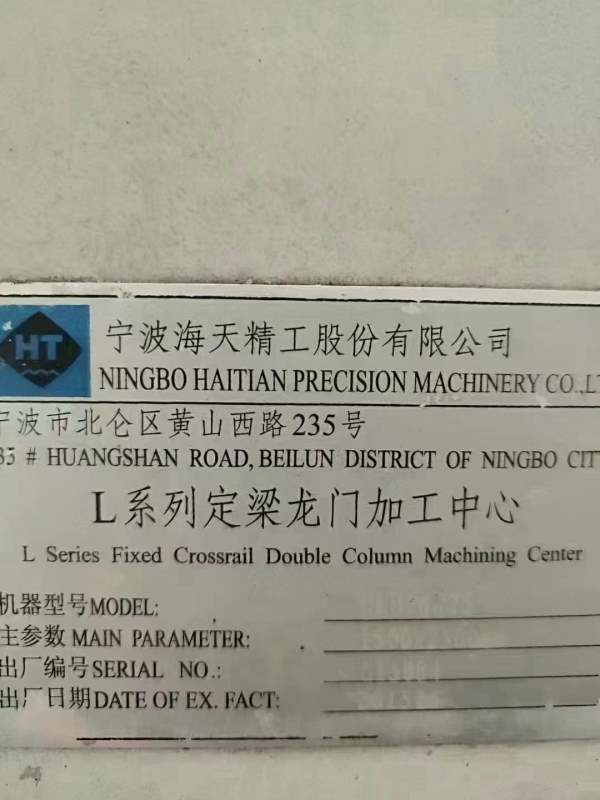 HT
宁波海天精工股份有限公司
NINGBO HAITIAN PRECISION MACHINERY CO.,LT
宁波市北仑区黄山西路235号
35 # HUANGSHAN ROAD, BEILUN DISTRICT OF NINGBO CITY
L系列定梁龙门加工中心
L Series Fixed Crossrail Double Column Machining Center
机器型号MODEL:
主参数 MAIN PARAMETER:
出厂编号SERIAL NO.:
出厂日期DATE OF EX. FACT: